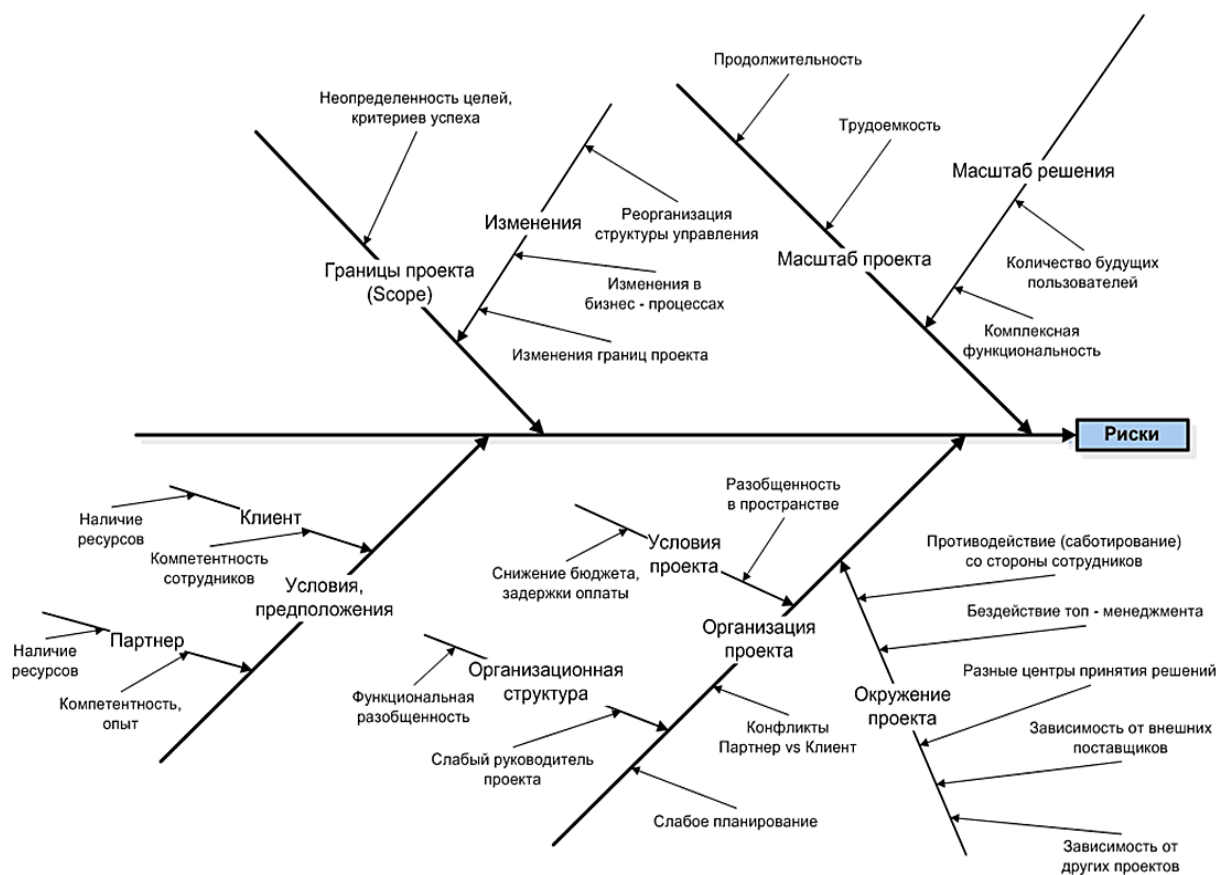 Продолжительность
Неопределенность целей,
критериев успеха
Трудоемкость
Масштаб решения
Реорганизация
структуры управления
Изменения
Границы проекта
(Scope)
Масштаб проекта
Количество будущих
пользователей
Изменения в
бизнес - процессах
Комплексная
функциональность
Изменения границ проекта
Риски
Наличие
ресурсов
Клиент
Компетентность
сотрудников
Условия,
предположения
Наличие
ресурсов
Партнер
Компетентность,
опыт
Разобщенность
в пространстве
Условия
проекта
Снижение бюджета,
задержки оплаты
Организация
проекта
Организационная
структура
Функциональная
разобщенность
Слабый руководитель
проекта
Конфликты
Партнер vs Клиент
Слабое планирование
Противодействие (саботирование)
со стороны сотрудников
Бездействие топ - менеджмента
Разные центры принятия решений
Окружение
проекта
Зависимость от внешних
поставщиков
Зависимость от
других проектов